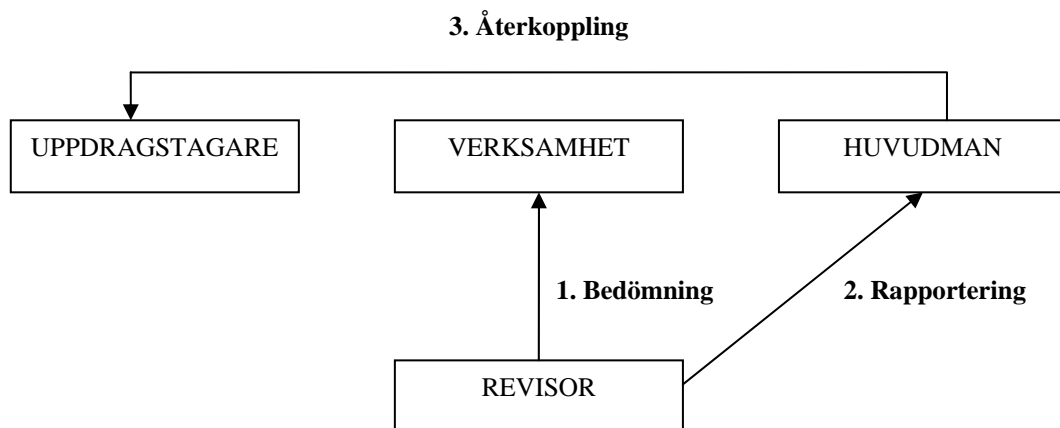 3. Återkoppling
UPPDRAGSTAGARE
VERKSAMHET
HUVUDMAN
1. Bedömning
2. Rapportering
REVISOR